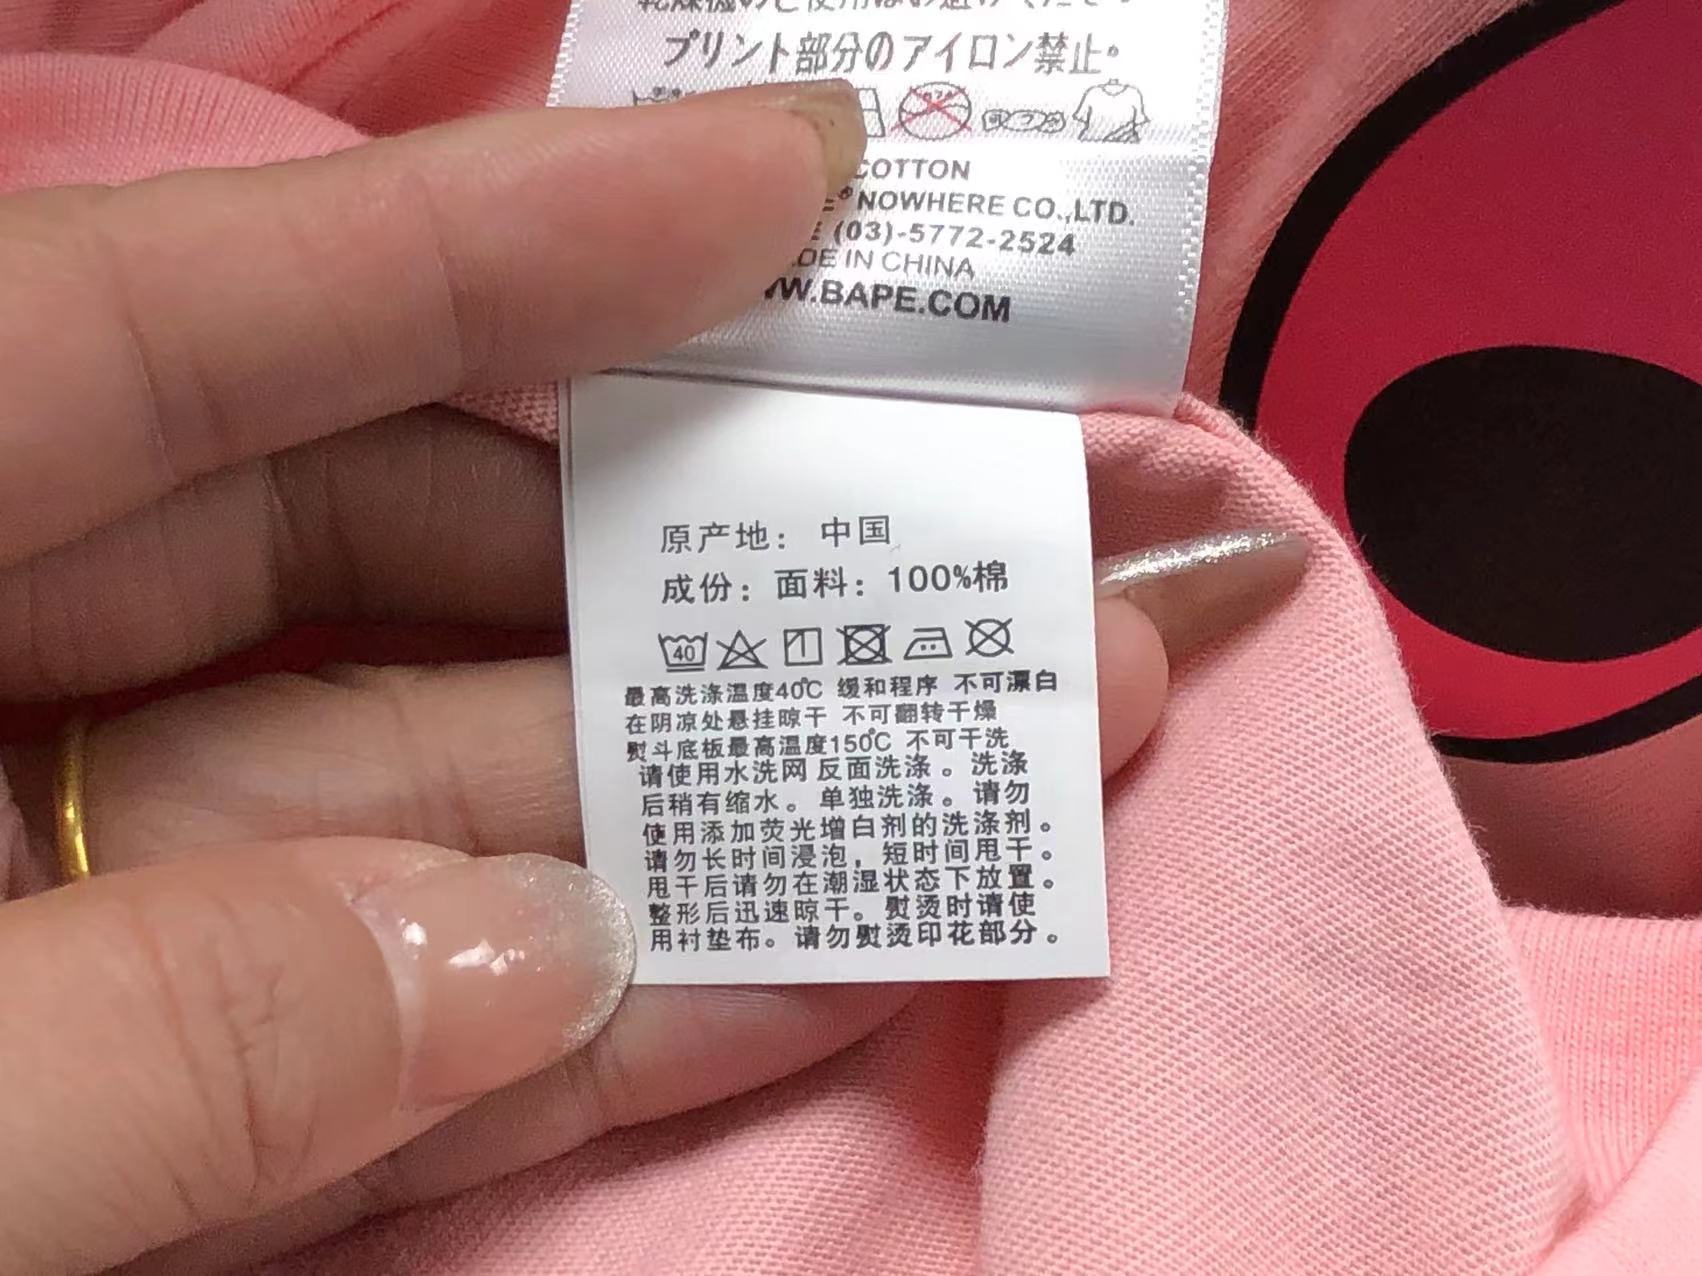 プリント部分のアイロン禁止。
COTTON
® NOWHERE CO.,LTD.
(03)-5772-2524
IN CHINA
WWW.BAPE.COM
原产地：中国
成份：面料：100%棉
40
最高洗涤温度40℃ 缓和程序 不可漂白
在阴凉处悬挂晾干 不可翻转干燥
熨斗底板最高温度150℃ 不可干洗
请使用水洗网 反面洗涤。洗涤
后稍有缩水。单独洗涤。请勿
使用添加荧光增白剂的洗涤剂。
请勿长时间浸泡，短时间甩干。
甩干后请勿在潮湿状态下放置。
整形后迅速晾干。熨烫时请使
用衬垫布。请勿熨烫印花部分。